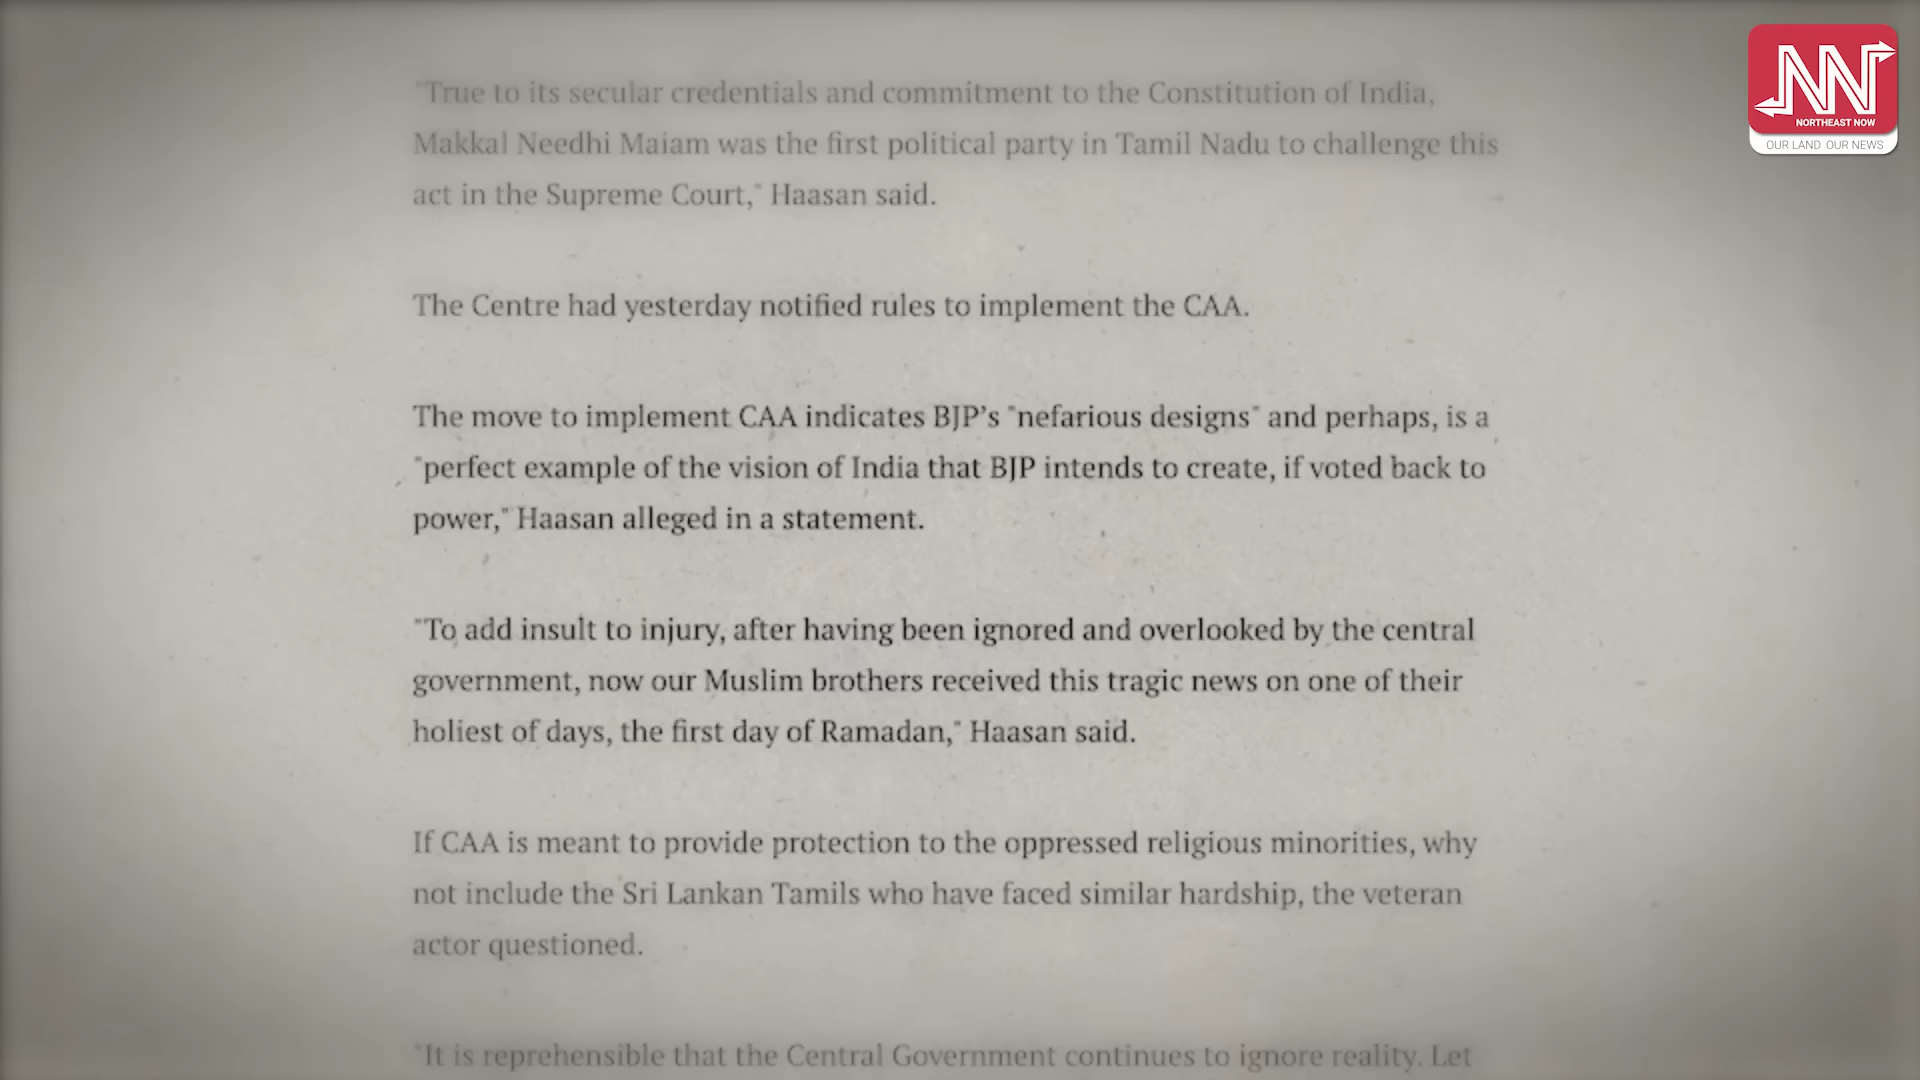 "True to its secular credentials and commitment to the Constitution of India,
Makkal Needhi Maiam was the first political party in Tamil Nadu to challenge this
act in the Supreme Court," Haasan said.
The Centre had yesterday notified rules to implement the CAA.
The move to implement CAA indicates BJP's "nefarious designs" and perhaps, is a
"perfect example of the vision of India that BJP intends to create, if voted back to
power," Haasan alleged in a statement.
"To add insult to injury, after having been ignored and overlooked by the central
government, now our Muslim brothers received this tragic news on one of their
holiest of days, the first day of Ramadan," Haasan said.
If CAA is meant to provide protection to the oppressed religious minorities, why
not include the Sri Lankan Tamils who have faced similar hardship, the veteran
actor questioned.
"It is reprehensible that the Central Government continues to ignore reality. Let
NN
NORTHEAST NOW
OUR LAND OUR NEWS